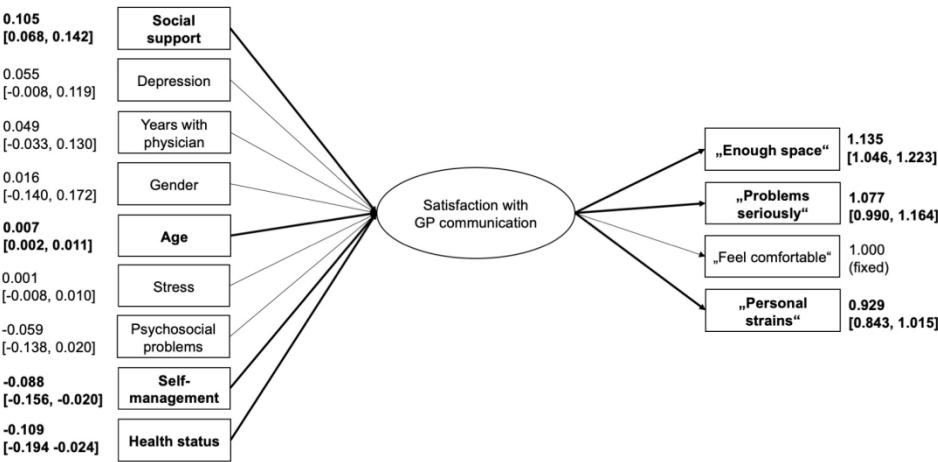 0.105
[0.068, 0.142]
Social
support
0.055
[-0.008, 0.119]
Depression
0.049
[-0.033, 0.130]
Years with
physician
0.016
[-0.140, 0.172]
Gender
0.007
[0.002, 0.011]
Age
0.001
[-0.008, 0.010]
Stress
-0.059
[-0.138, 0.020]
Psychosocial
problems
-0.088
[-0.156, -0.020]
Self-
management
-0.109
[-0.194 -0.024]
Health status
Satisfaction with
GP communication
„Enough space“
1.135
[1.046, 1.223]
„Problems
seriously“
1.077
[0.990, 1.164]
„Feel comfortable“
1.000
(fixed)
„Personal
strains“
0.929
[0.843, 1.015]